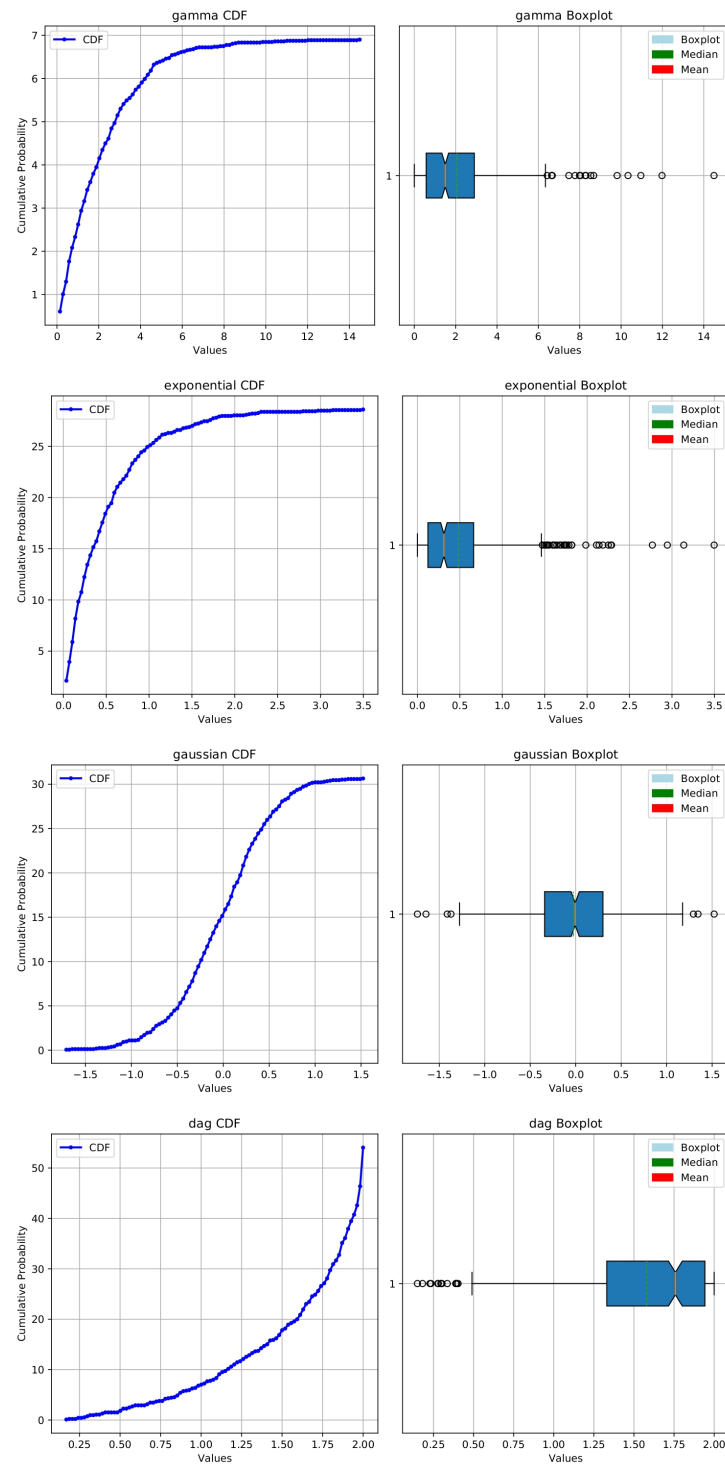 gamma CDF
CDF
Cumulative Probability
7
6
5
4
3
2
1
0 2 4 6 8 10 12 14
Values
gamma Boxplot
Boxplot
Median
Mean
1
0 2 4 6 8 10 12 14
Values
exponential CDF
CDF
Cumulative Probability
25
20
15
10
5
0.0 0.5 1.0 1.5 2.0 2.5 3.0 3.5
Values
exponential Boxplot
Boxplot
Median
Mean
1
0.0 0.5 1.0 1.5 2.0 2.5 3.0 3.5
Values
gaussian CDF
CDF
Cumulative Probability
30
25
20
15
10
5
0
−1.5 −1.0 −0.5 0.0 0.5 1.0 1.5
Values
gaussian Boxplot
Boxplot
Median
Mean
1
−1.5 −1.0 −0.5 0.0 0.5 1.0 1.5
Values
dag CDF
CDF
Cumulative Probability
50
40
30
20
10
0
0.25 0.50 0.75 1.00 1.25 1.50 1.75 2.00
Values
dag Boxplot
Boxplot
Median
Mean
1
0.25 0.50 0.75 1.00 1.25 1.50 1.75 2.00
Values